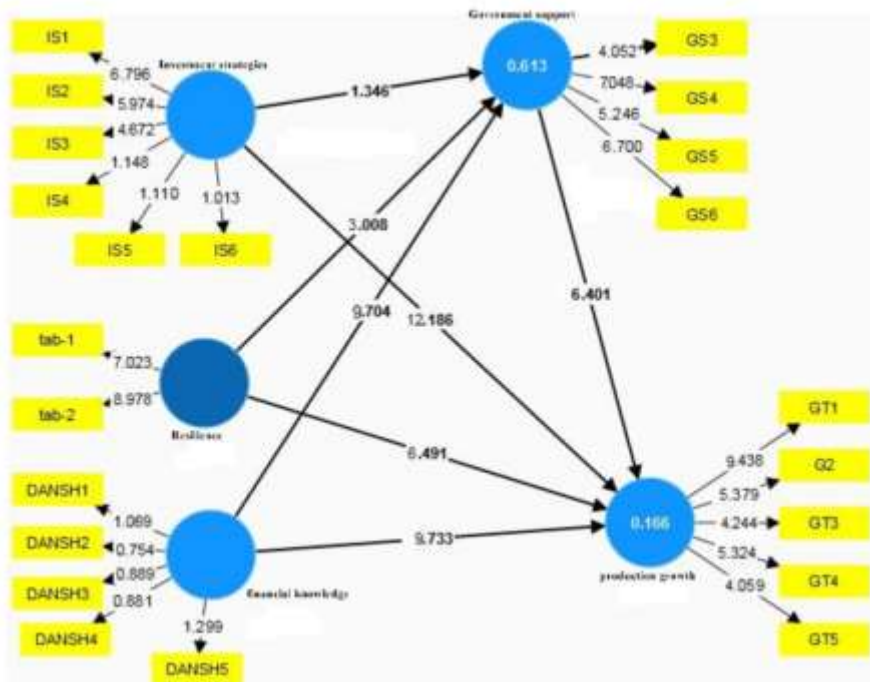 IS1
IS2
IS3
IS4
IS5
IS6
6.796
5.974
4.672
1.148
1.110
1.013
Investment strategies
Government support
0.613
4.052
7048
5.246
6.700
GS3
GS4
GS5
GS6
1.346
3.008
9.704
12.186
6.401
tab-1
tab-2
7.023
8.978
Resilience
6.491
DANSH1
DANSH2
DANSH3
DANSH4
DANSH5
1.069
0.754
0.889
0.881
1.299
financial knowledge
9.733
0.166
production growth
9.438
5.379
4.244
5.324
4.059
GT1
G2
GT3
GT4
GT5